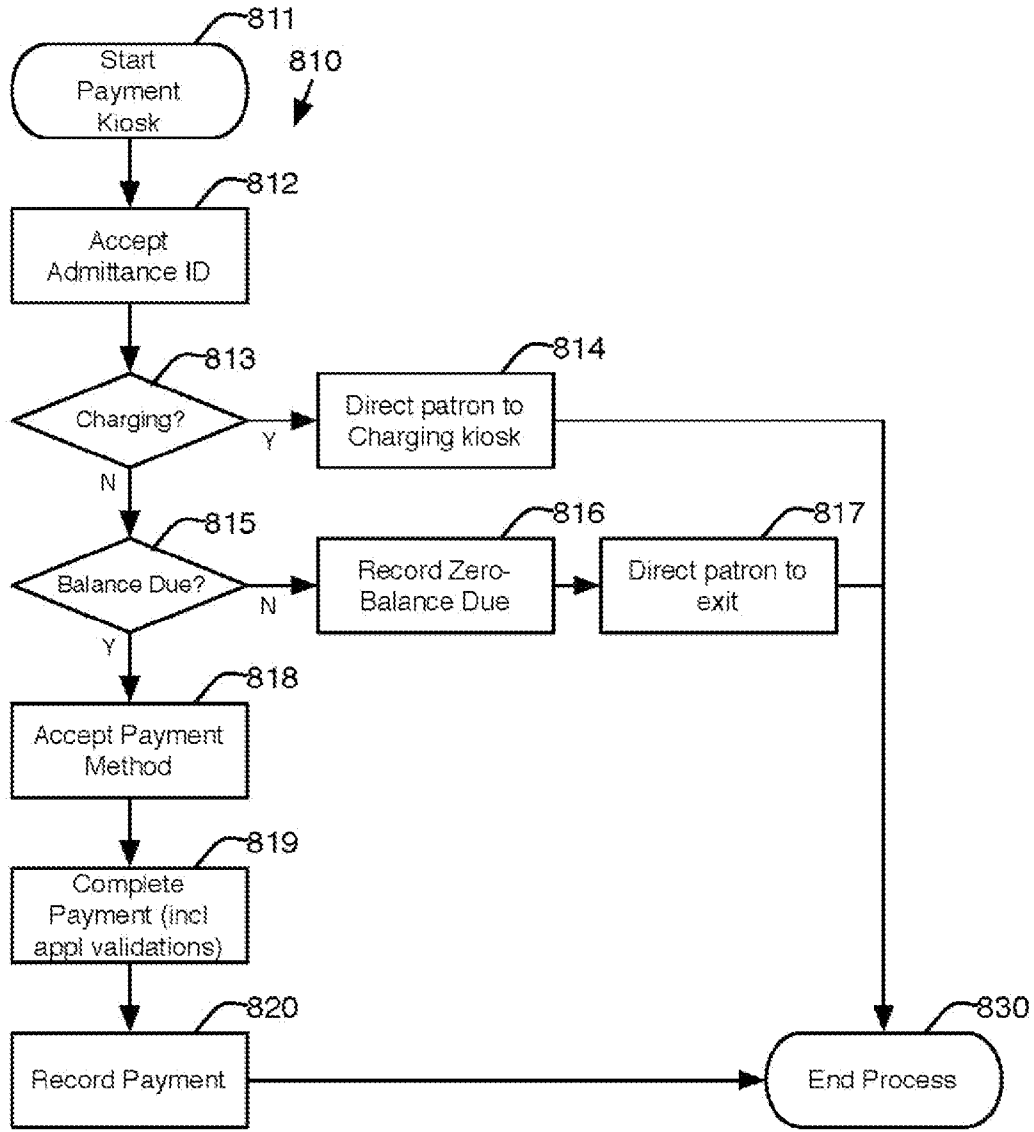 811
Start
Payment
Kiosk
810
812
Accept
Admittance ID
813
Charging?
Y
N
814
Direct patron to
Charging kiosk
815
Balance Due?
N
Y
816
Record Zero-
Balance Due
817
Direct patron to
exit
818
Accept Payment
Method
819
Complete
Payment (incl
appl validations)
820
Record Payment
830
End Process